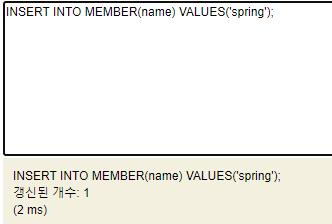 INSERT INTO MEMBER(name) VALUES('spring');
INSERT INTO MEMBER(name) VALUES('spring');
갱신된 개수: 1
(2 ms)